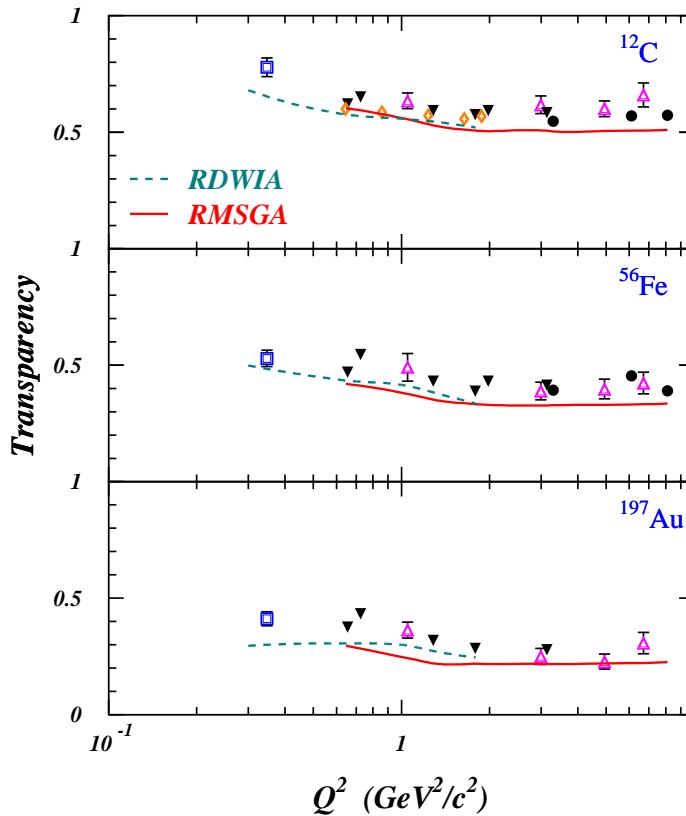 1
¹²C
0.5
RDWIA
RMSGA
1
⁵⁶Fe
Transparency
0.5
1
¹⁹⁷Au
0.5
0
10⁻¹ 1
Q² (GeV²/c²)